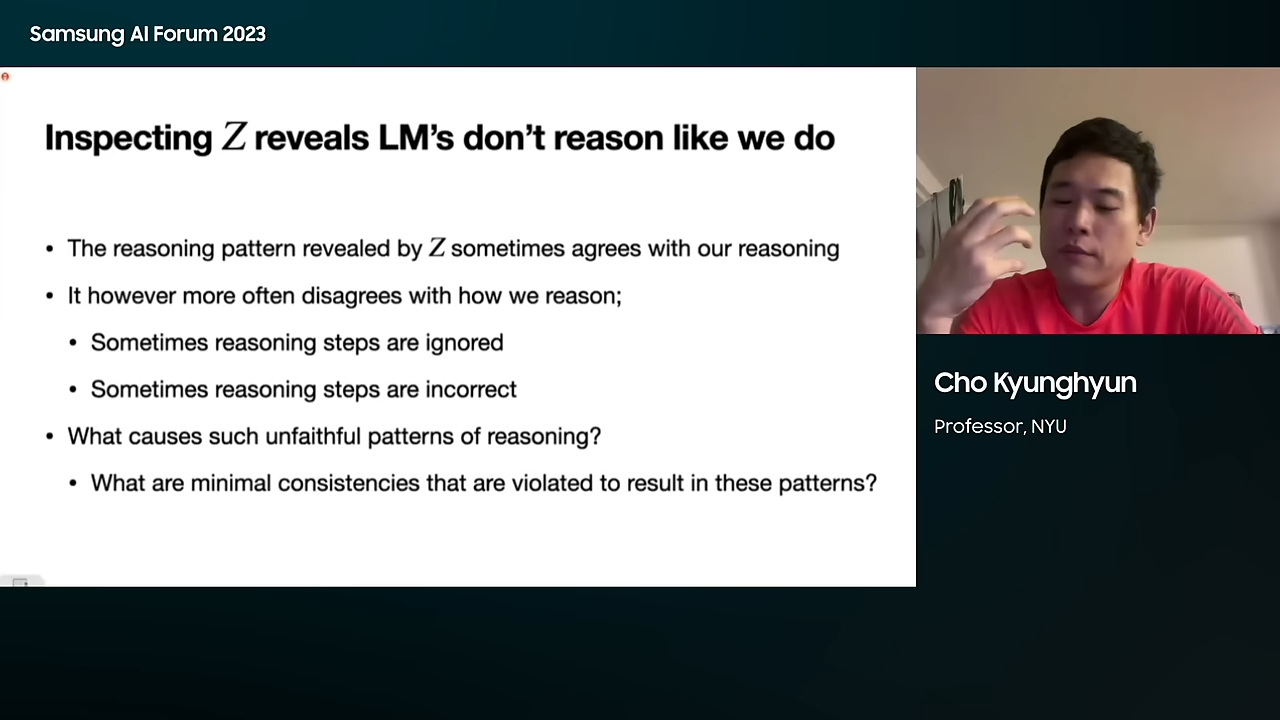 Samsung AI Forum 2023
Inspecting Z reveals LM's don't reason like we do
• The reasoning pattern revealed by Z sometimes agrees with our reasoning
• It however more often disagrees with how we reason;
• Sometimes reasoning steps are ignored
• Sometimes reasoning steps are incorrect
• What causes such unfaithful patterns of reasoning?
• What are minimal consistencies that are violated to result in these patterns?
Cho Kyunghyun
Professor, NYU